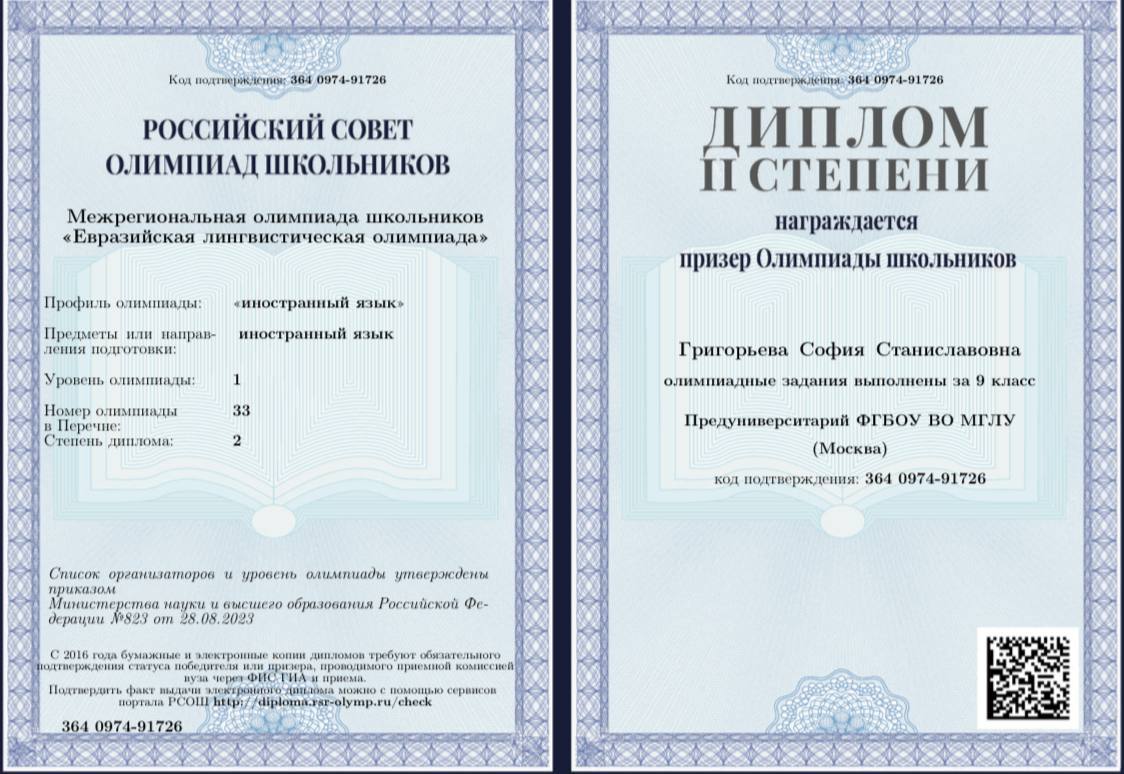 Код подтверждения: 364 0974-91726
РОССИЙСКИЙ СОВЕТ
ОЛИМПИАД ШКОЛЬНИКОВ
Межрегиональная олимпиада школьников
«Евразийская лингвистическая олимпиада»
Профиль олимпиады: «иностранный язык»
Предметы или направ- иностранный язык
ления подготовки:
Уровень олимпиады: 1
Номер олимпиады 33
в Перечне:
Степень диплома: 2
Список организаторов и уровень олимпиады утверждены
приказом
Министерства науки и высшего образования Российской Фе-
дерации №823 от 28.08.2023
С 2016 года бумажные и электронные копии дипломов требуют обязательного
подтверждения статуса победителя или призера, проводимого приемной комиссией
вуза через ФИС ГИА и приема.
Подтвердить факт выдачи электронного диплома можно с помощью сервисов
портала РСОШ http://diploma.rsr-olymp.ru/check
364 0974-91726
Код подтверждения: 364 0974-91726
ДИПЛОМ
II СТЕПЕНИ
награждается
призер Олимпиады школьников
Григорьева София Станиславовна
олимпиадные задания выполнены за 9 класс
Предуниверситарий ФГБОУ ВО МГЛУ
(Москва)
код подтверждения: 364 0974-91726